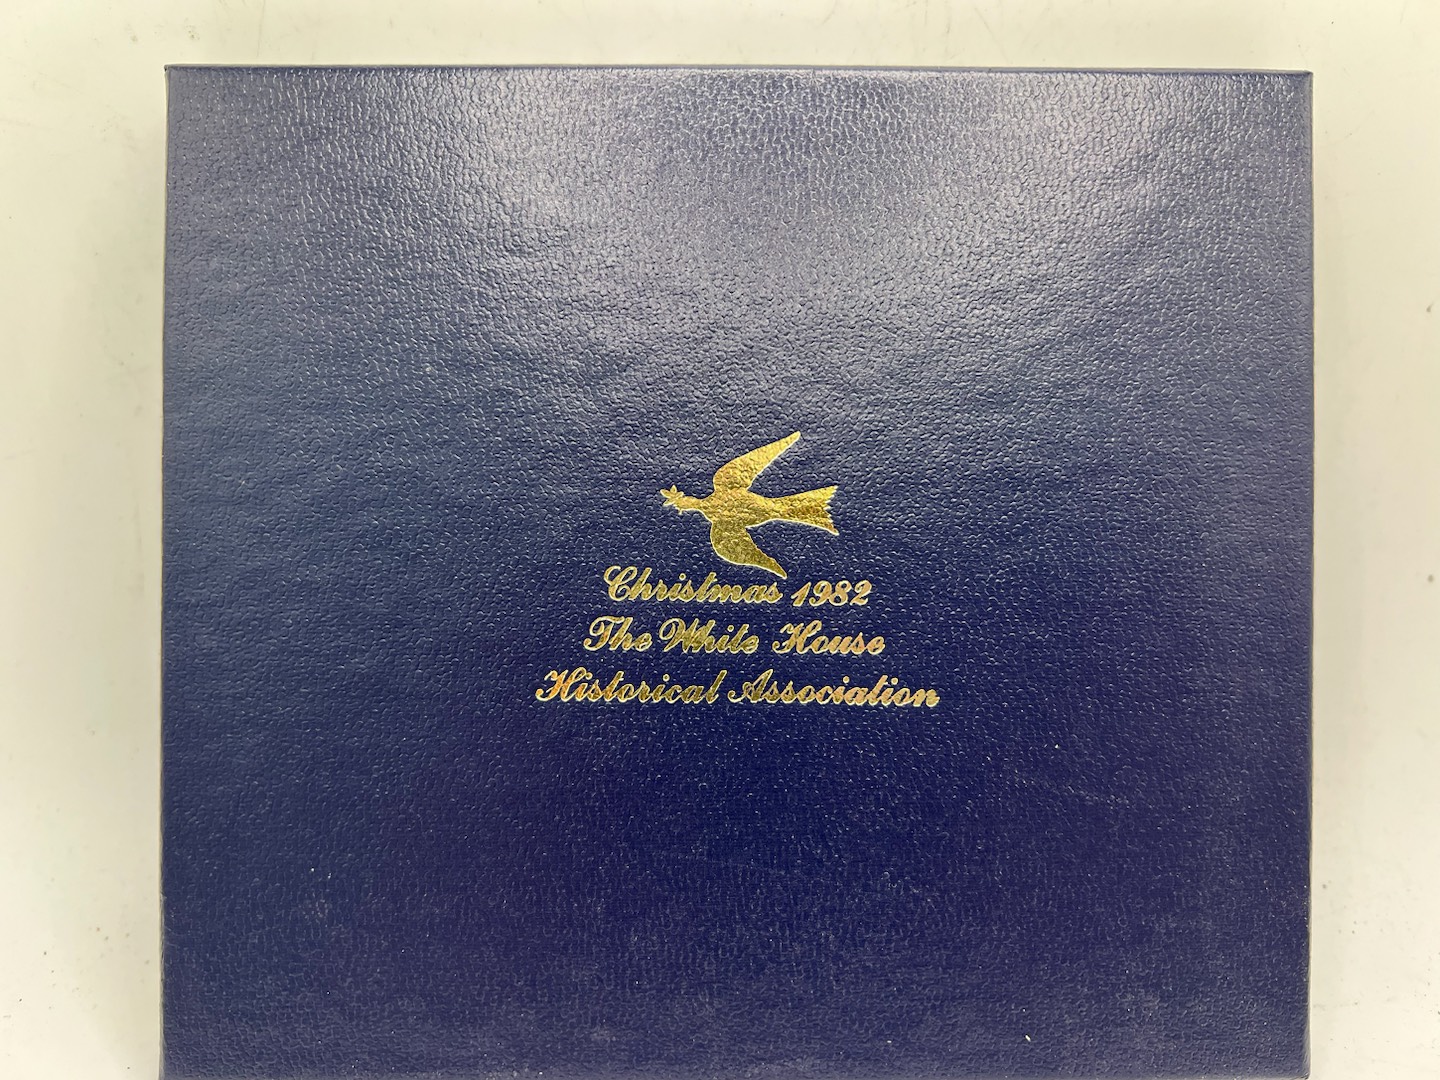 Christmas 1982
The White House
Historical Association